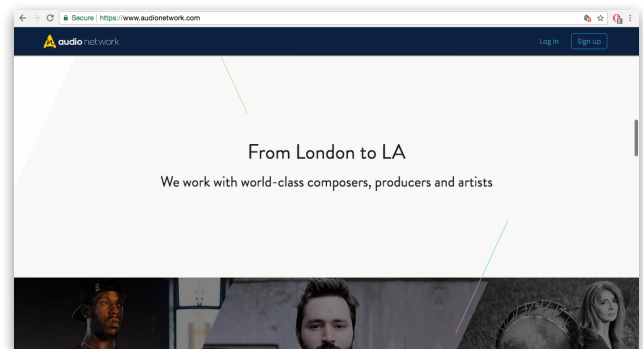 Secure https://www.audionetwork.com
audio network
Log in
Sign up
From London to LA
We work with world-class composers, producers and artists